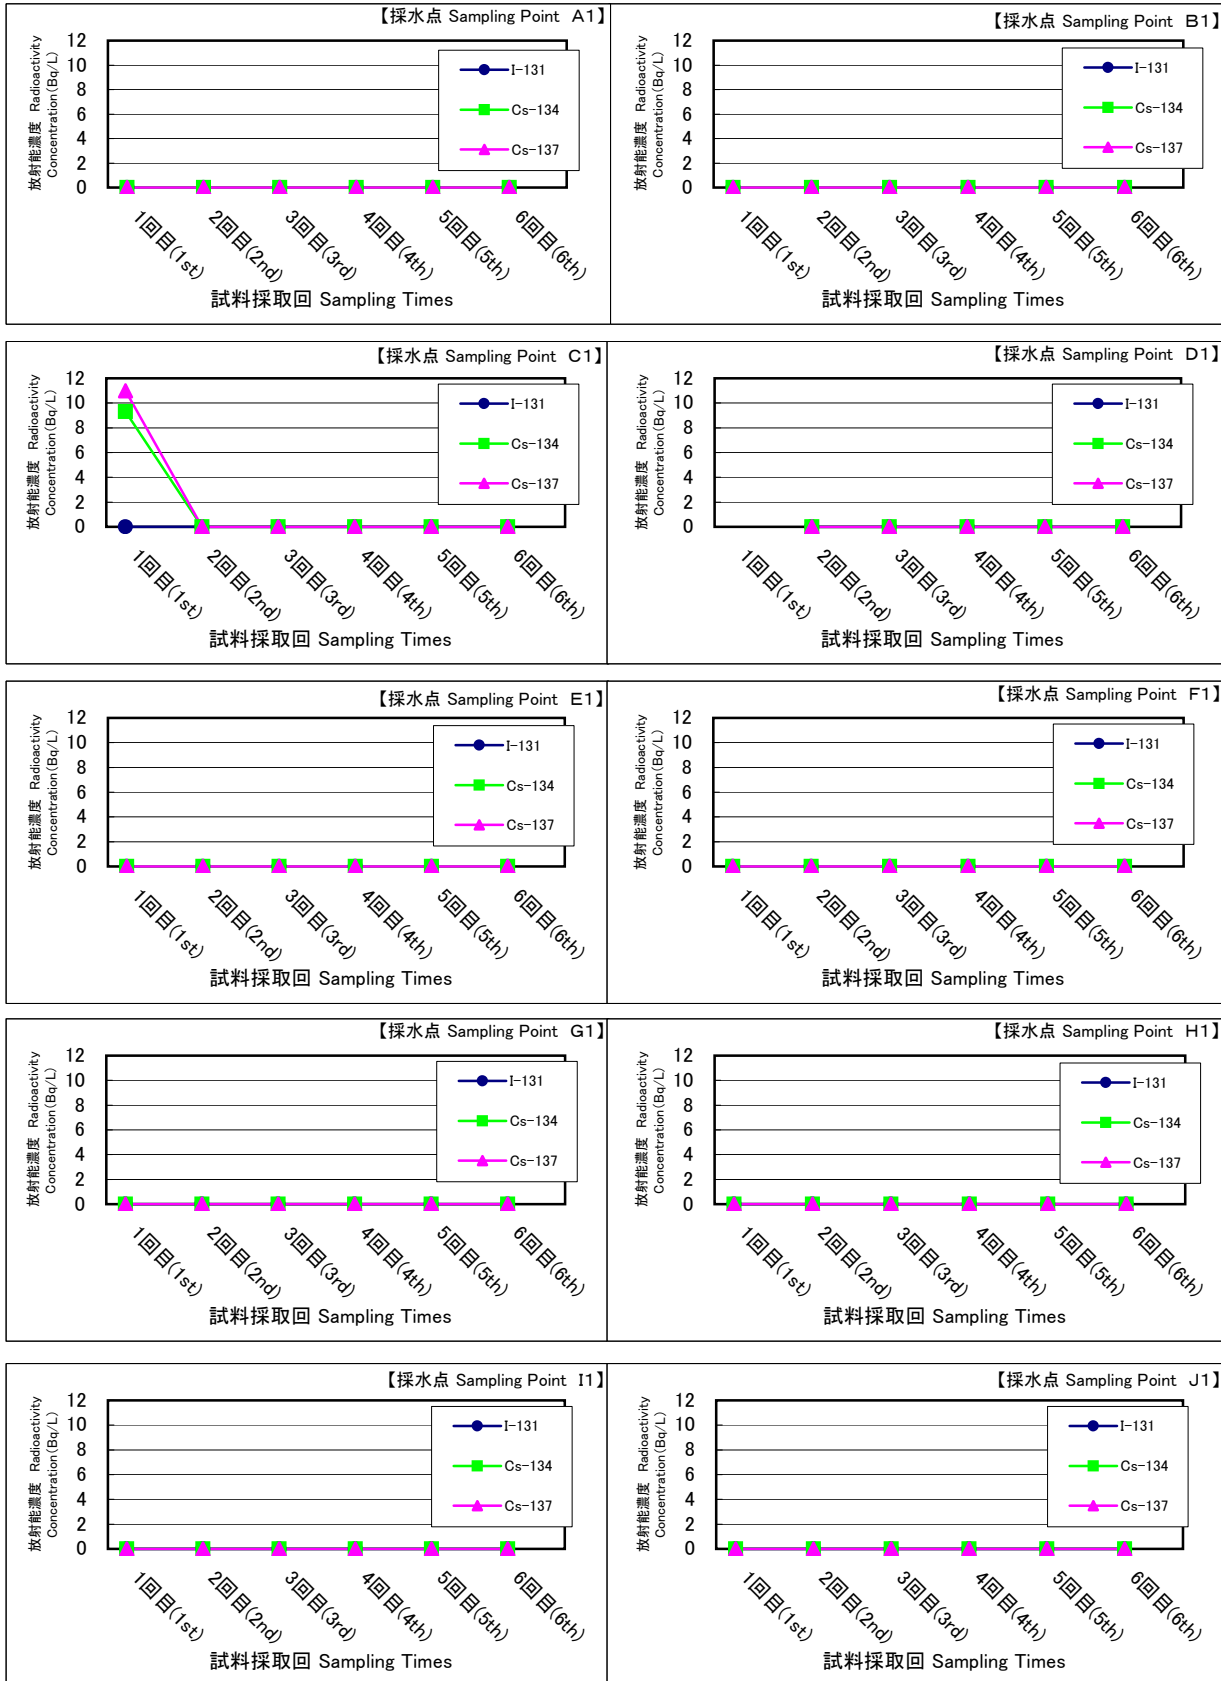 【採水点 Sampling Point A1】
放射能濃度 Radioactivity
Concentration(Bq/L)
12
10
8
6
4
2
0
I-131
Cs-134
Cs-137
1回目(1st)
2回目(2nd)
3回目(3rd)
4回目(4th)
5回目(5th)
6回目(6th)
試料採取回 Sampling Times
【採水点 Sampling Point B1】
放射能濃度 Radioactivity
Concentration(Bq/L)
12
10
8
6
4
2
0
I-131
Cs-134
Cs-137
1回目(1st)
2回目(2nd)
3回目(3rd)
4回目(4th)
5回目(5th)
6回目(6th)
試料採取回 Sampling Times
【採水点 Sampling Point C1】
放射能濃度 Radioactivity
Concentration(Bq/L)
12
10
8
6
4
2
0
I-131
Cs-134
Cs-137
1回目(1st)
2回目(2nd)
3回目(3rd)
4回目(4th)
5回目(5th)
6回目(6th)
試料採取回 Sampling Times
【採水点 Sampling Point D1】
放射能濃度 Radioactivity
Concentration(Bq/L)
12
10
8
6
4
2
0
I-131
Cs-134
Cs-137
1回目(1st)
2回目(2nd)
3回目(3rd)
4回目(4th)
5回目(5th)
6回目(6th)
試料採取回 Sampling Times
【採水点 Sampling Point E1】
放射能濃度 Radioactivity
Concentration(Bq/L)
12
10
8
6
4
2
0
I-131
Cs-134
Cs-137
1回目(1st)
2回目(2nd)
3回目(3rd)
4回目(4th)
5回目(5th)
6回目(6th)
試料採取回 Sampling Times
【採水点 Sampling Point F1】
放射能濃度 Radioactivity
Concentration(Bq/L)
12
10
8
6
4
2
0
I-131
Cs-134
Cs-137
1回目(1st)
2回目(2nd)
3回目(3rd)
4回目(4th)
5回目(5th)
6回目(6th)
試料採取回 Sampling Times
【採水点 Sampling Point G1】
放射能濃度 Radioactivity
Concentration(Bq/L)
12
10
8
6
4
2
0
I-131
Cs-134
Cs-137
1回目(1st)
2回目(2nd)
3回目(3rd)
4回目(4th)
5回目(5th)
6回目(6th)
試料採取回 Sampling Times
【採水点 Sampling Point H1】
放射能濃度 Radioactivity
Concentration(Bq/L)
12
10
8
6
4
2
0
I-131
Cs-134
Cs-137
1回目(1st)
2回目(2nd)
3回目(3rd)
4回目(4th)
5回目(5th)
6回目(6th)
試料採取回 Sampling Times
【採水点 Sampling Point I1】
放射能濃度 Radioactivity
Concentration(Bq/L)
12
10
8
6
4
2
0
I-131
Cs-134
Cs-137
1回目(1st)
2回目(2nd)
3回目(3rd)
4回目(4th)
5回目(5th)
6回目(6th)
試料採取回 Sampling Times
【採水点 Sampling Point J1】
放射能濃度 Radioactivity
Concentration(Bq/L)
12
10
8
6
4
2
0
I-131
Cs-134
Cs-137
1回目(1st)
2回目(2nd)
3回目(3rd)
4回目(4th)
5回目(5th)
6回目(6th)
試料採取回 Sampling Times